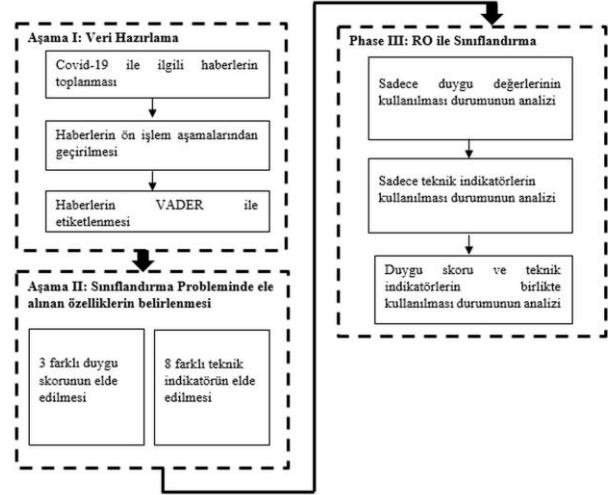 Aşama I: Veri Hazırlama
Covid-19 ile ilgili haberlerin
toplanması
Haberlerin ön işlem aşamalarından
geçirilmesi
Haberlerin VADER ile
etiketlenmesi
Aşama II: Sınıflandırma Probleminde ele
alınan özelliklerin belirlenmesi
3 farklı duygu
skorunun elde
edilmesi
8 farklı teknik
indikatörün elde
edilmesi
Phase III: RO ile Sınıflandırma
Sadece duygu değerlerinin
kullanılması durumunun analizi
Sadece teknik indikatörlerin
kullanılması durumunun analizi
Duygu skoru ve teknik
indikatörlerin birlikte
kullanılması durumunun analizi